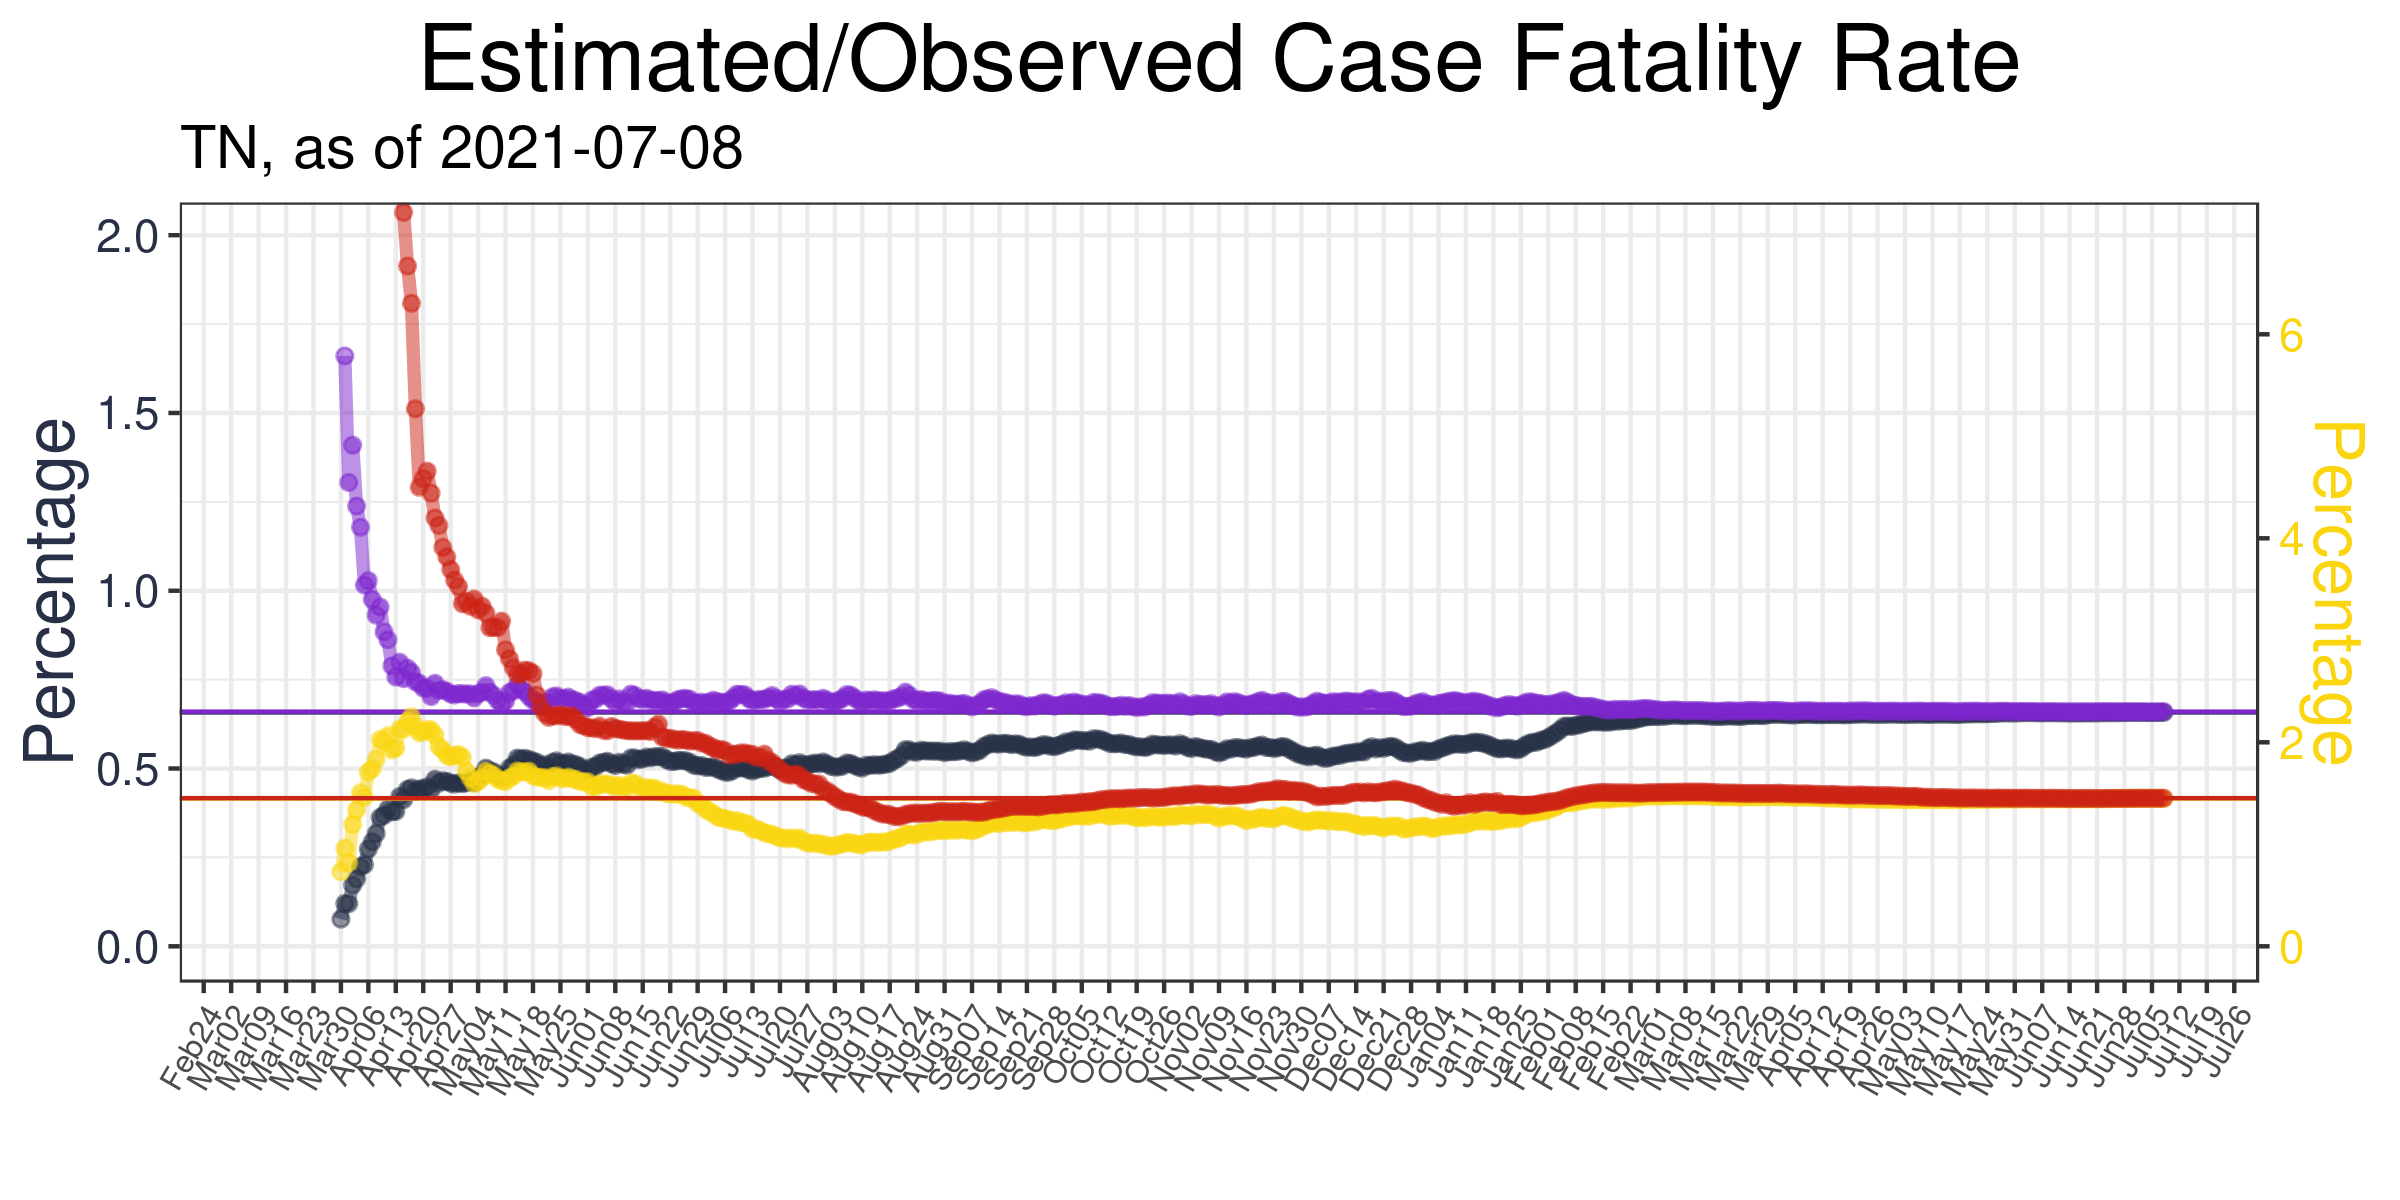 Estimated/Observed Case Fatality Rate
TN, as of 2021-07-08
Percentage
2.0
1.5
1.0
0.5
0.0
6
4
2
0
Percentage
Feb24
Mar02
Mar09
Mar16
Mar23
Mar30
Apr06
Apr13
Apr20
Apr27
May04
May11
May18
May25
Jun01
Jun08
Jun15
Jun22
Jun29
Jul06
Jul13
Jul20
Jul27
Aug03
Aug10
Aug17
Aug24
Aug31
Sep07
Sep14
Sep21
Sep28
Oct05
Oct12
Oct19
Oct26
Nov02
Nov09
Nov16
Nov23
Nov30
Dec07
Dec14
Dec21
Dec28
Jan04
Jan11
Jan18
Jan25
Feb01
Feb08
Feb15
Feb22
Mar01
Mar08
Mar15
Mar22
Mar29
Apr05
Apr12
Apr19
Apr26
May03
May10
May17
May24
May31
Jun07
Jun14
Jun21
Jun28
Jul05
Jul12
Jul19
Jul26